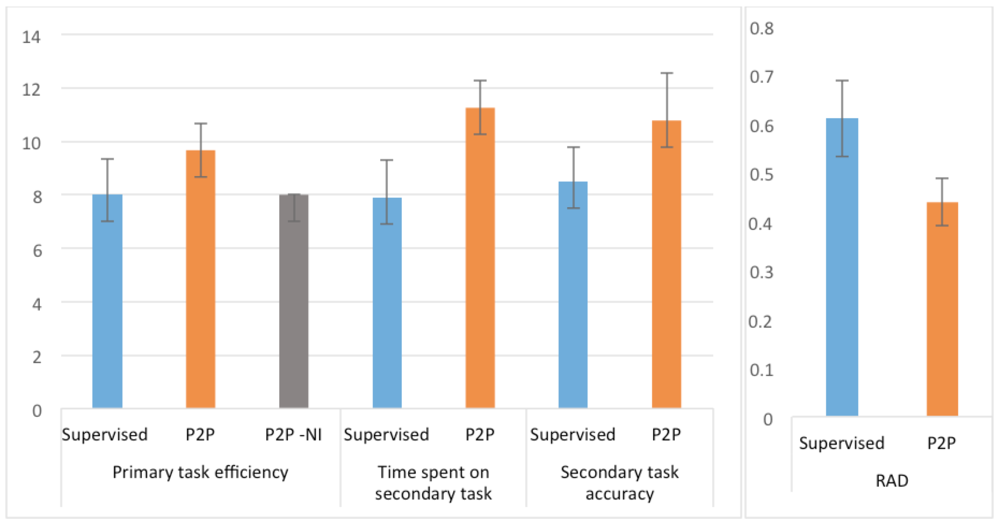 14
12
10
8
6
4
2
0
Supervised P2P P2P -NI Supervised P2P Supervised P2P
Primary task efficiency
Time spent on
secondary task
Secondary task
accuracy
0.8
0.7
0.6
0.5
0.4
0.3
0.2
0.1
0
Supervised P2P
RAD